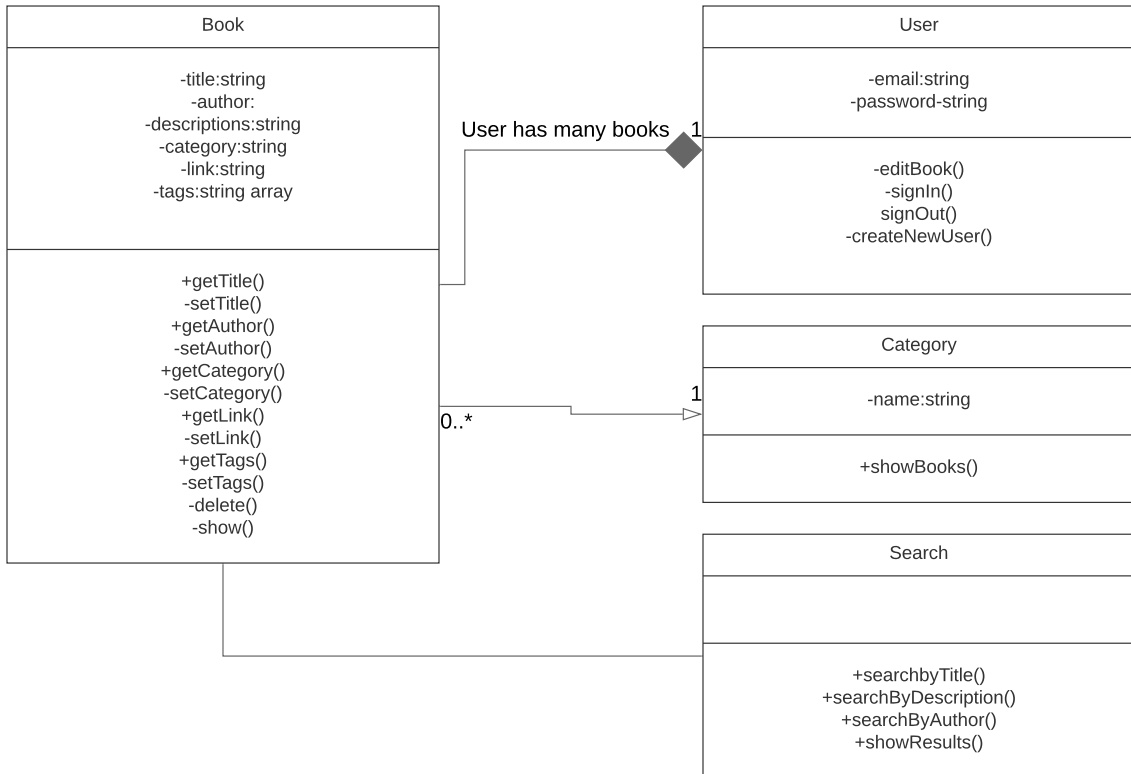 Book
-title:string
-author:
-descriptions:string
-category:string
-link:string
-tags:string array
+getTitle()
-setTitle()
+getAuthor()
-setAuthor()
+getCategory()
-setCategory()
+getLink()
-setLink()
+getTags()
-setTags()
-delete()
-show()
User has many books
1
User
-email:string
-password-string
-editBook()
-signIn()
signOut()
-createNewUser()
0..*
1
Category
-name:string
+showBooks()
Search
+searchbyTitle()
+searchByDescription()
+searchByAuthor()
+showResults()